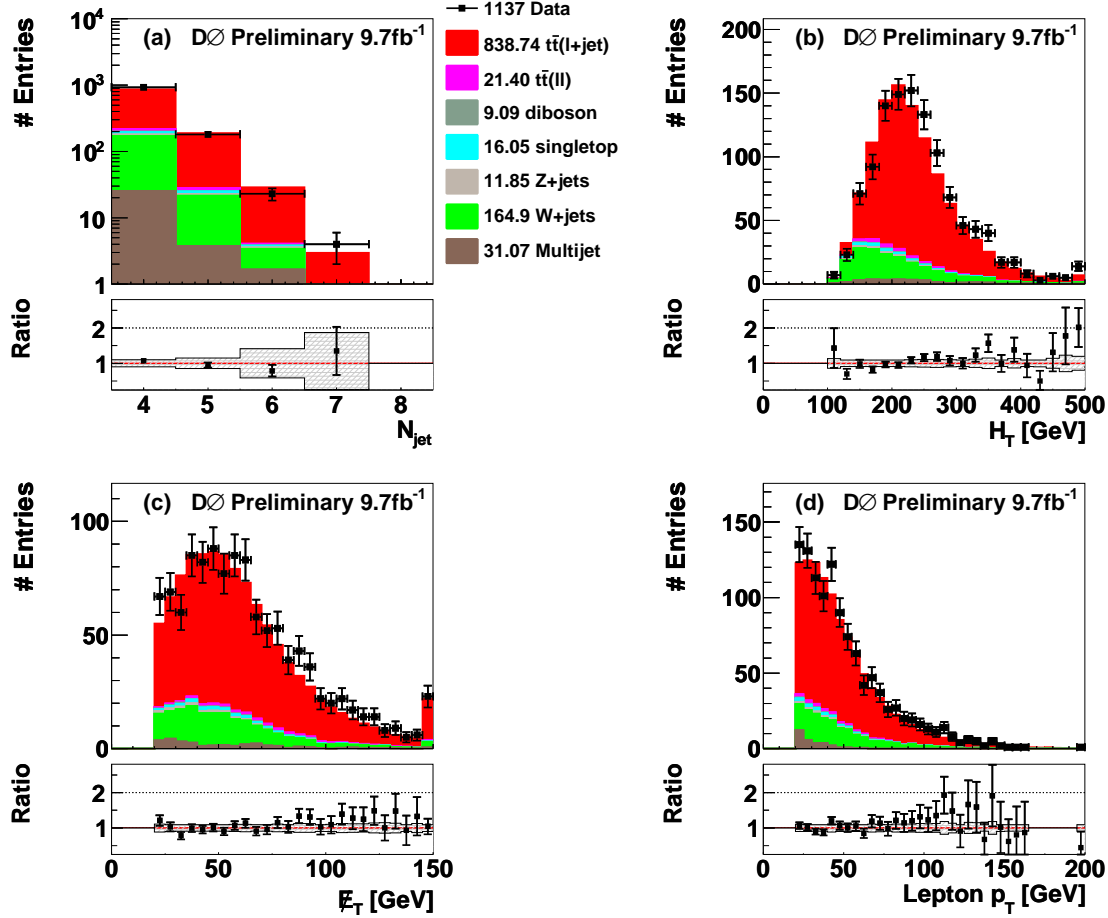 (a) DØ Preliminary 9.7fb⁻¹
# Entries
10⁴
10³
10²
10
1
Ratio
2
1
4 5 6 7 8
N_jet
1137 Data
838.74 tt̄(l+jet)
21.40 tt̄(ll)
9.09 diboson
16.05 singletop
11.85 Z+jets
164.9 W+jets
31.07 Multijet
(b) DØ Preliminary 9.7fb⁻¹
# Entries
200
150
100
50
0
Ratio
2
1
0 100 200 300 400 500
H_T [GeV]
(c) DØ Preliminary 9.7fb⁻¹
# Entries
100
50
0
Ratio
2
1
0 50 100 150
E̸_T [GeV]
(d) DØ Preliminary 9.7fb⁻¹
# Entries
150
100
50
0
Ratio
2
1
0 50 100 150 200
Lepton p_T [GeV]